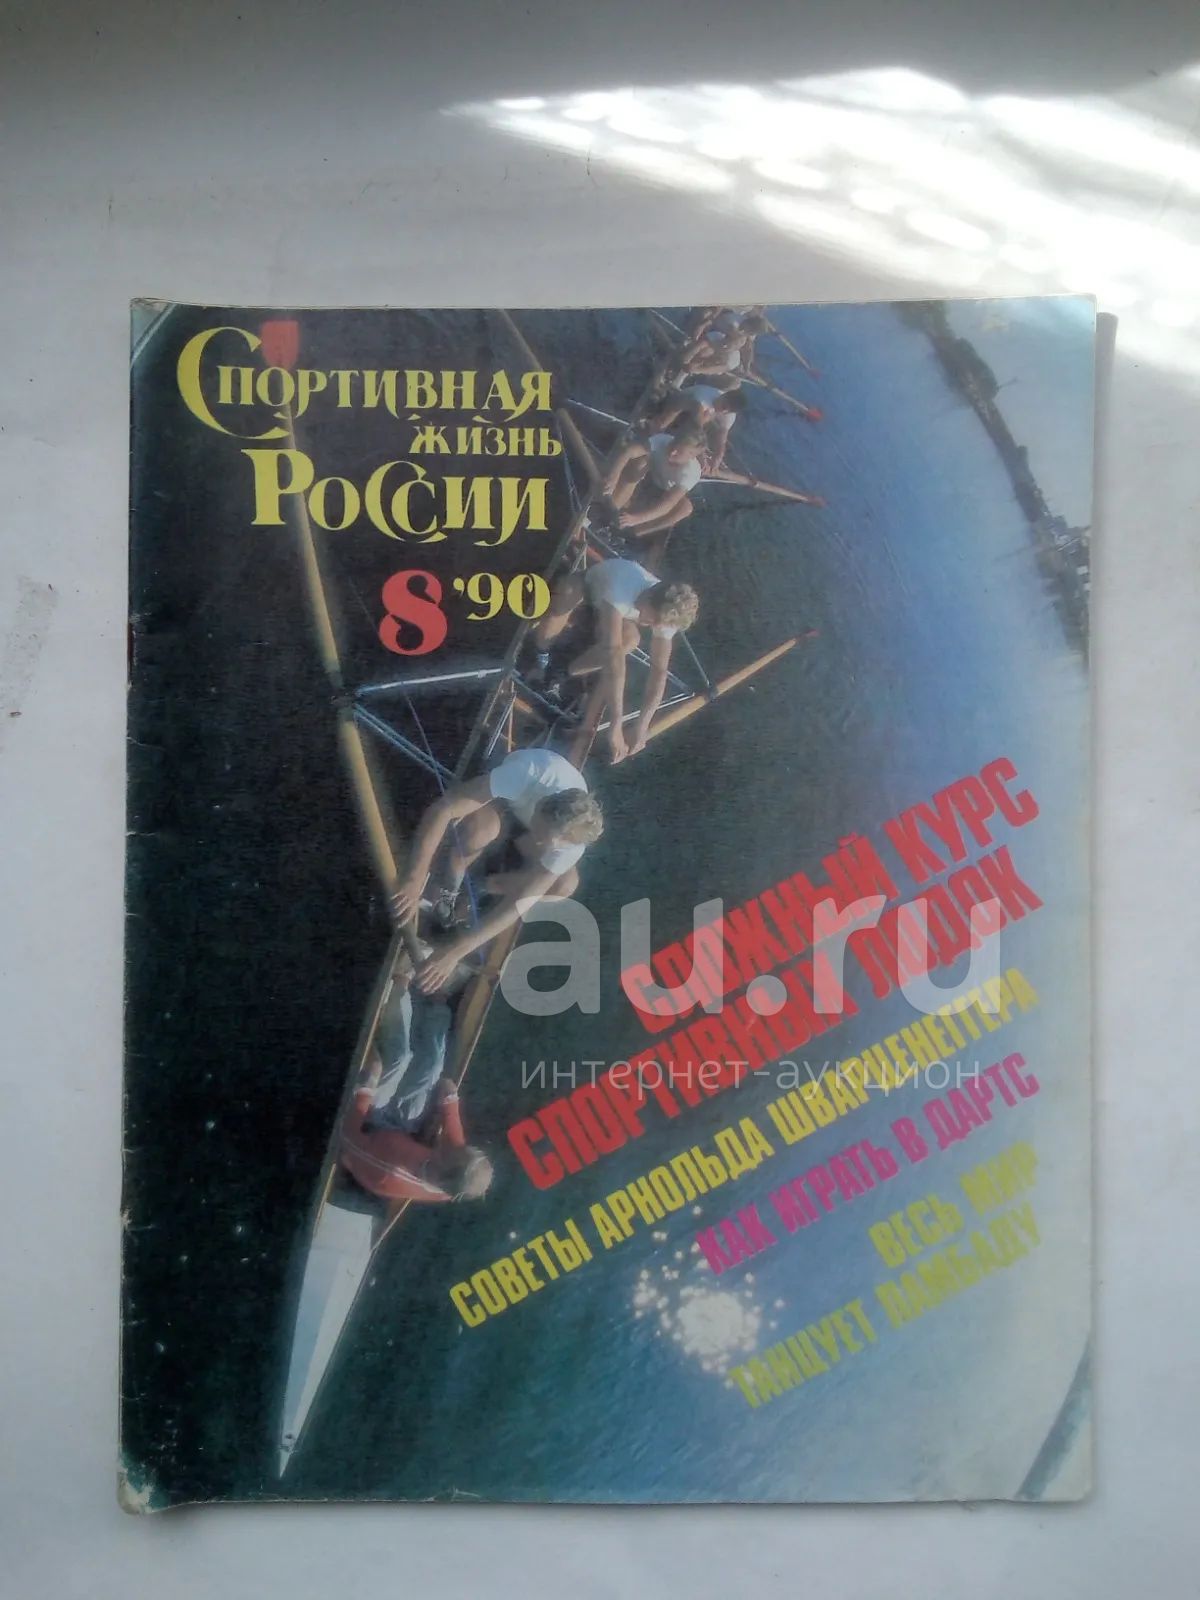 Спортивная
жизнь
России
8 '90
СЛОЖНЫЙ КУРС
СПОРТИВНЫХ ЛОДОК
СОВЕТЫ АРНОЛЬДА ШВАРЦЕНЕГГЕРА
КАК ИГРАТЬ В ДАРТС
ВЕСЬ МИР
ТАНЦУЕТ ЛАМБАДУ
au.ru
интернет-аукцион